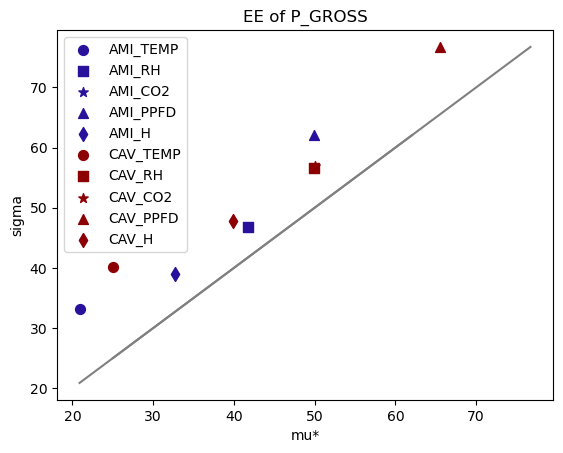 EE of P_GROSS
AMI_TEMP
AMI_RH
AMI_CO2
AMI_PPFD
AMI_H
CAV_TEMP
CAV_RH
CAV_CO2
CAV_PPFD
CAV_H
sigma
70
60
50
40
30
20
20 30 40 50 60 70
mu*